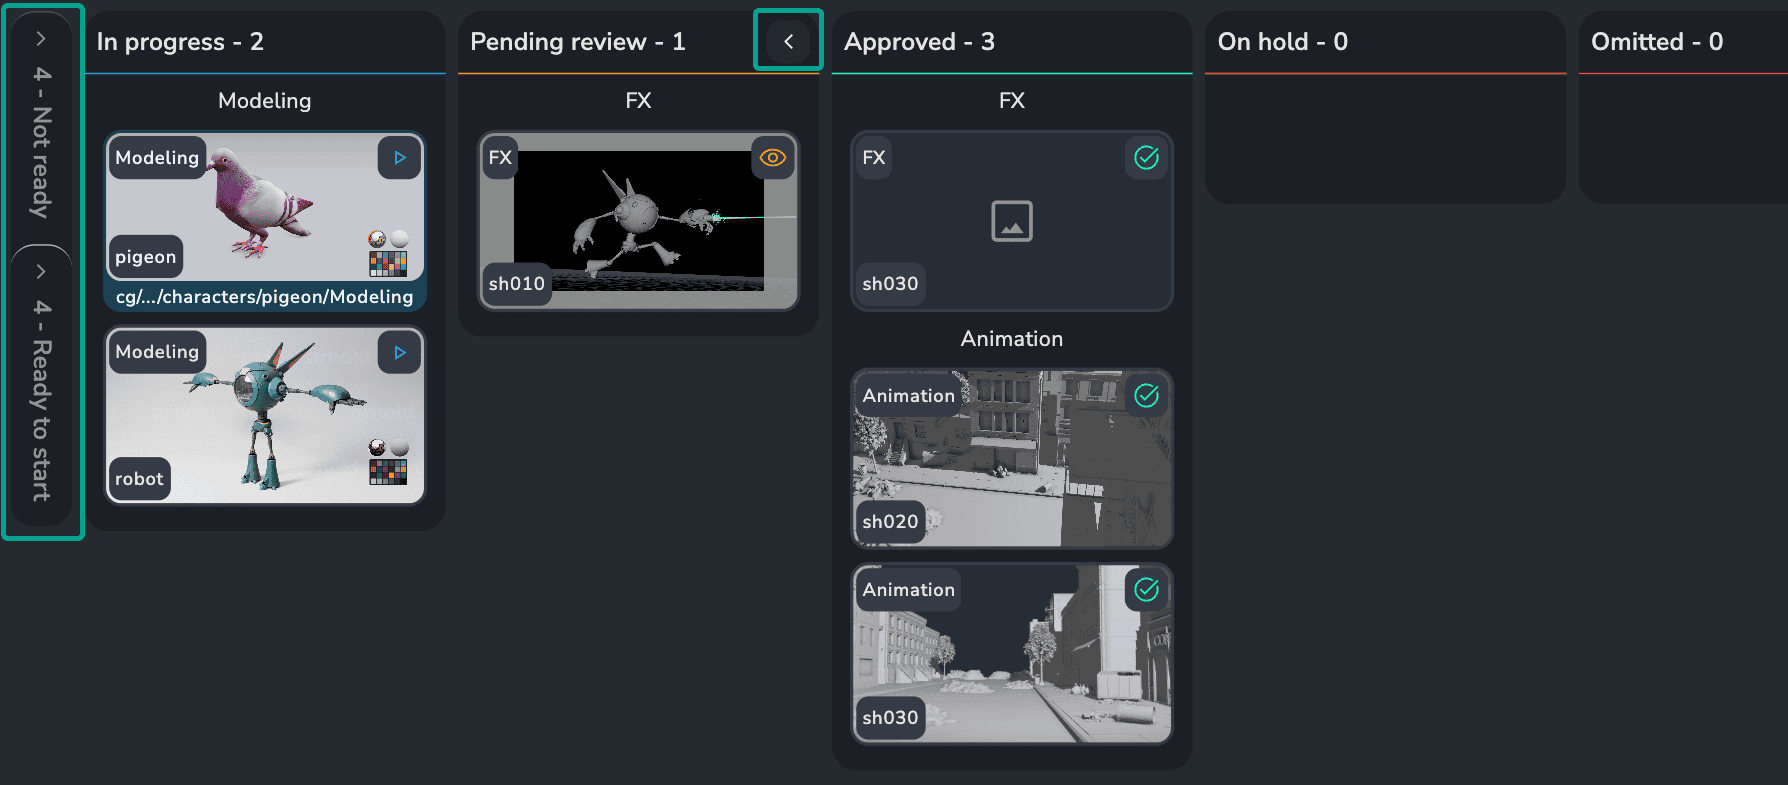 4 - Not ready
4 - Ready to start
In progress - 2
Modeling
Modeling
pigeon
cg/.../characters/pigeon/Modeling
Modeling
robot
Pending review - 1
FX
FX
sh010
Approved - 3
FX
FX
sh030
Animation
Animation
sh020
Animation
sh030
On hold - 0
Omitted - 0